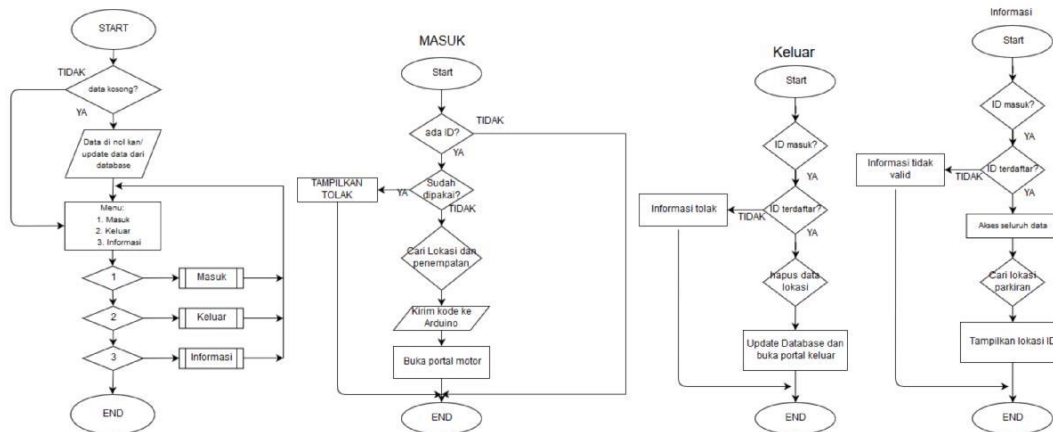 START
TIDAK
data kosong?
YA
Data di nol kan/
update data dari
database
Menu:
1. Masuk
2. Keluar
3. Informasi
1
Masuk
2
Keluar
3
Informasi
END
MASUK
Start
TIDAK
ada ID?
YA
TAMPILKAN
TOLAK
YA
Sudah
dipakai?
TIDAK
Cari Lokasi dan
penempatan
Kirim kode ke
Arduino
Buka portal motor
END
Keluar
Start
ID masuk?
YA
Informasi tolak
TIDAK
ID terdaftar?
YA
hapus data
lokasi
Update Database dan
buka portal keluar
END
Informasi
Start
ID masuk?
YA
Informasi tidak
valid
TIDAK
ID terdaftar?
YA
Akses seluruh data
Cari lokasi
parkiran
Tampilkan lokasi ID
END